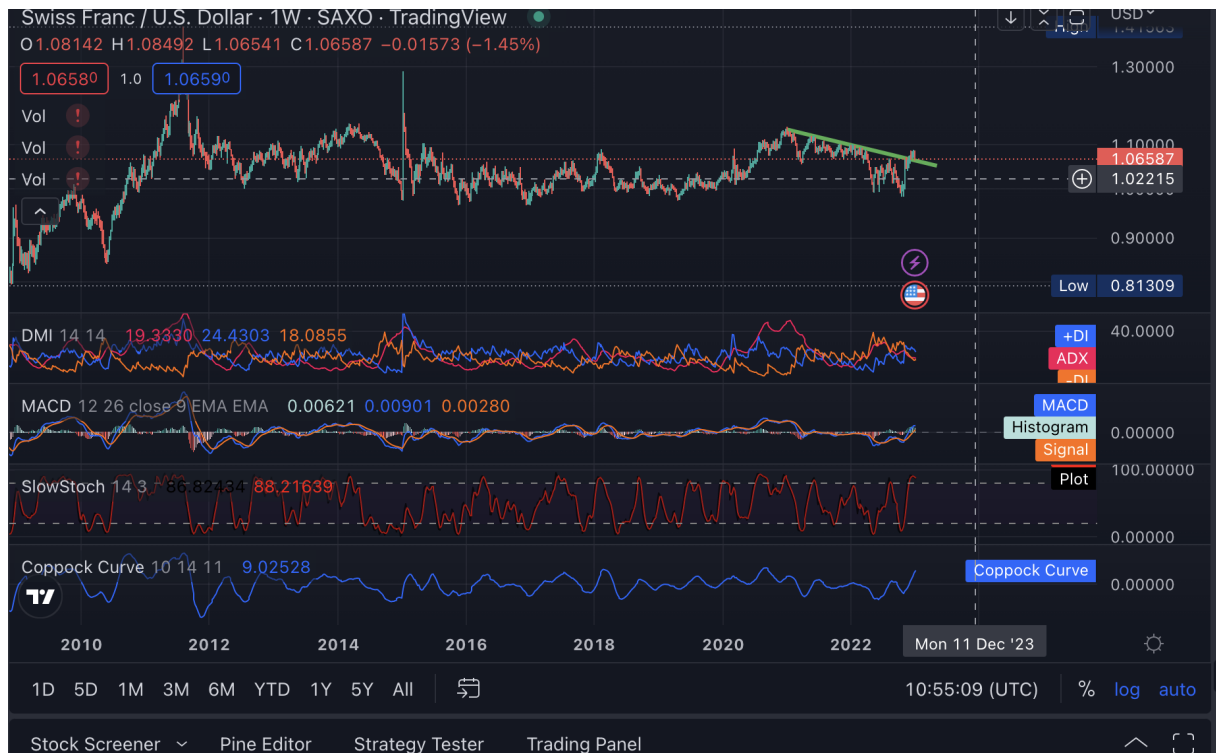 Swiss Franc / U.S. Dollar · 1W · SAXO · TradingView
USD
O1.08142 H1.08492 L1.06541 C1.06587 −0.01573 (−1.45%)
High 1.41503
1.06580 1.0 1.06590
1.30000
Vol
Vol
Vol
1.10000
1.06587
1.02215
0.90000
Low 0.81309
DMI 14 14 19.3330 24.4303 18.0855
40.0000
+DI
ADX
-DI
MACD 12 26 close 9 EMA EMA 0.00621 0.00901 0.00280
MACD
Histogram
Signal
0.00000
SlowStoch 14 3 86.82434 88.21639
100.00000
Plot
0.00000
Coppock Curve 10 14 11 9.02528
Coppock Curve
0.00000
2010 2012 2014 2016 2018 2020 2022 Mon 11 Dec '23
1D 5D 1M 3M 6M YTD 1Y 5Y All 10:55:09 (UTC) % log auto
Stock Screener Pine Editor Strategy Tester Trading Panel